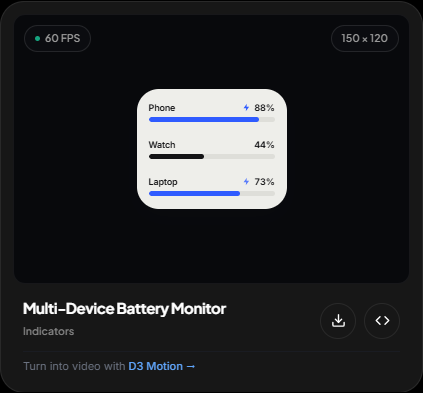 60 FPS
150 × 120
Phone 88%
Watch 44%
Laptop 73%
Multi-Device Battery Monitor
Indicators
Turn into video with D3 Motion →